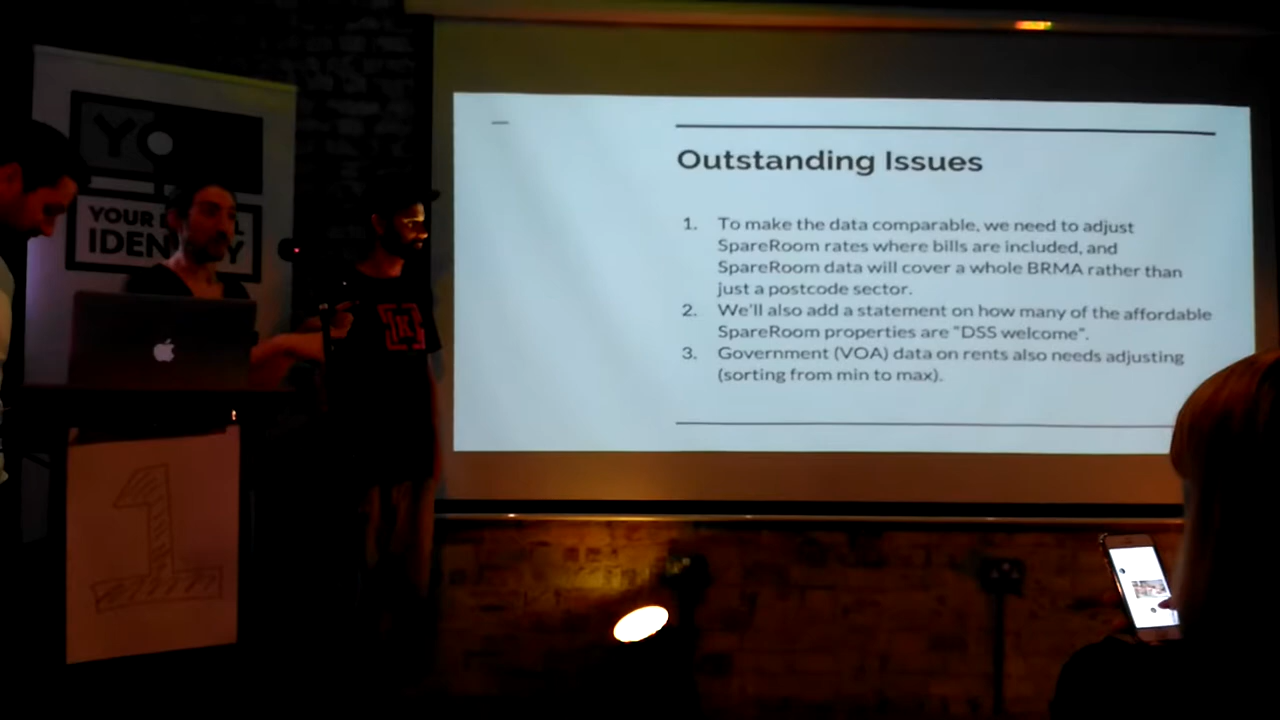 YO
YOUR
IDEN Y
Outstanding Issues
1. To make the data comparable, we need to adjust
SpareRoom rates where bills are included, and
SpareRoom data will cover a whole BRMA rather than
just a postcode sector.
2. We'll also add a statement on how many of the affordable
SpareRoom properties are "DSS welcome".
3. Government (VOA) data on rents also needs adjusting
(sorting from min to max).
[K]
1